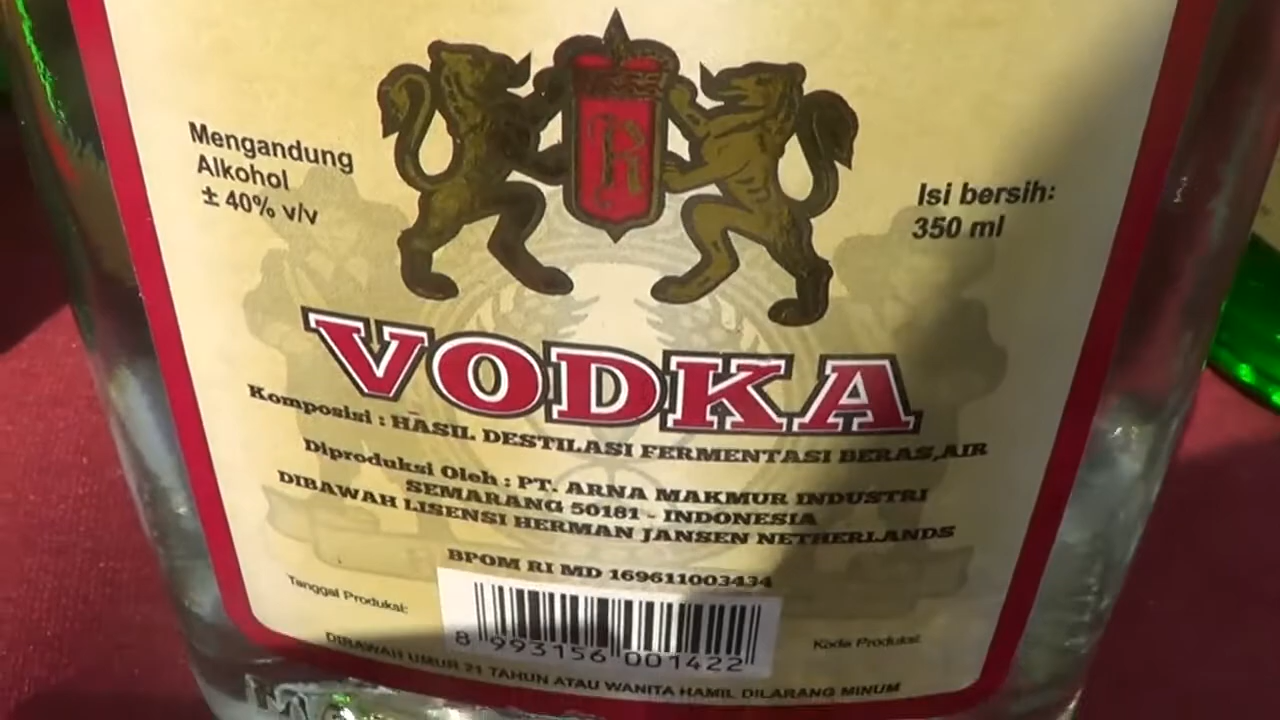 Mengandung
Alkohol
± 40% v/v
R
Isi bersih:
350 ml
VODKA
Komposisi : HASIL DESTILASI FERMENTASI BERAS,AIR
Diproduksi Oleh : PT. ARNA MAKMUR INDUSTRI
SEMARANG 50181 - INDONESIA
DIBAWAH LISENSI HERMAN JANSEN NETHERLANDS
BPOM RI MD 169611003434
Tanggal Produksi:
Kode Produksi:
8 993156 001422
DIBAWAH UMUR 21 TAHUN ATAU WANITA HAMIL DILARANG MINUM